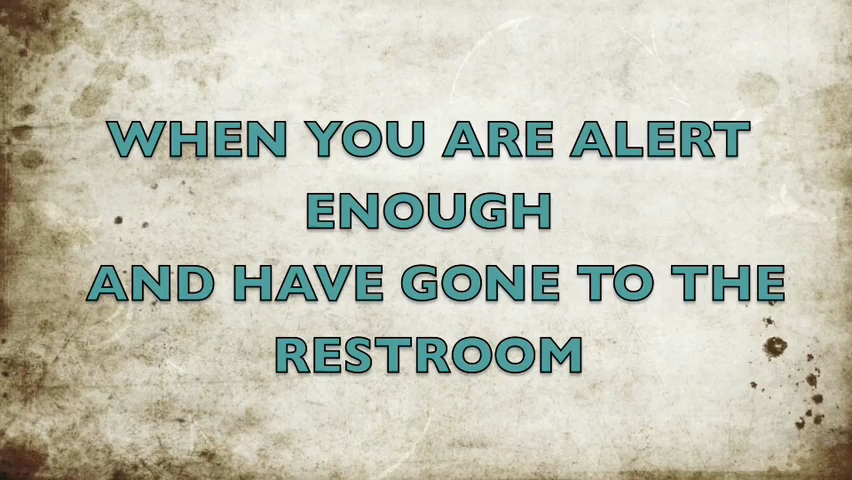 WHEN YOU ARE ALERT
ENOUGH
AND HAVE GONE TO THE
RESTROOM